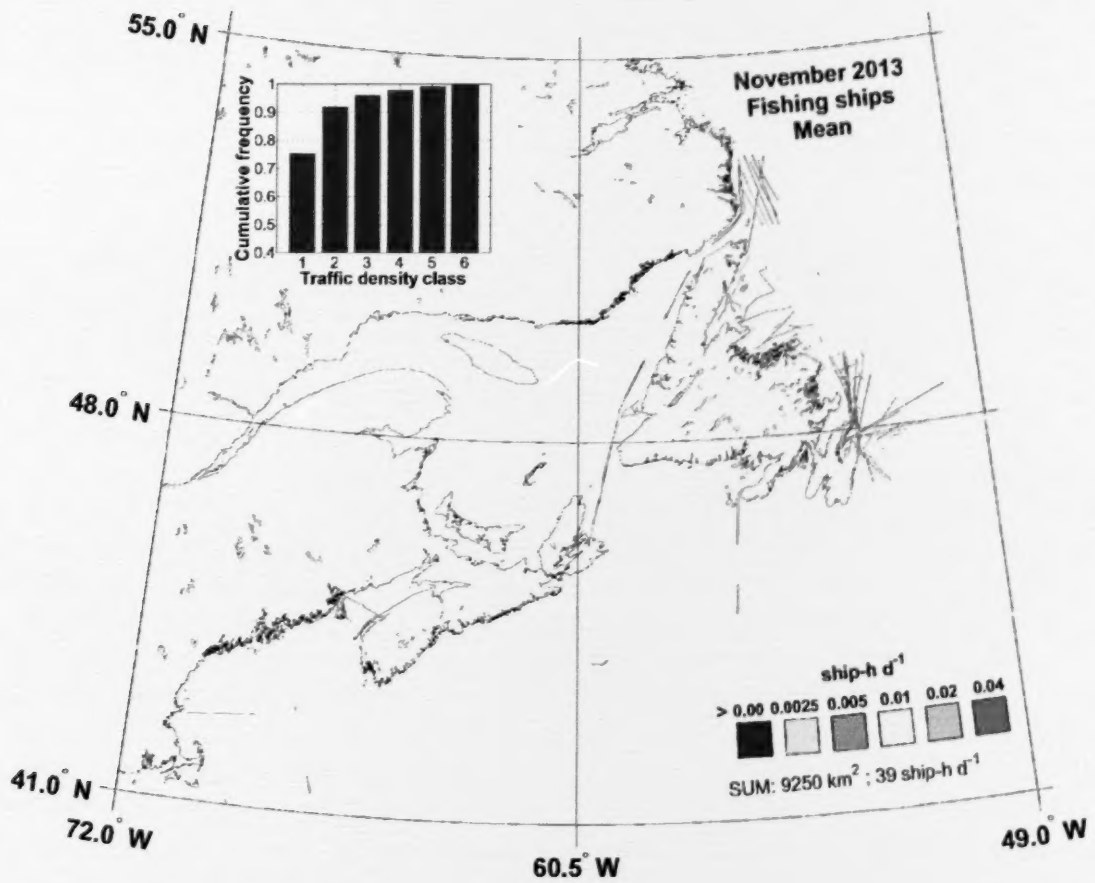 55.0° N
November 2013
Fishing ships
Mean
Cumulative frequency
1
0.9
0.8
0.7
0.6
0.5
0.4
1 2 3 4 5 6
Traffic density class
48.0° N
ship-h d⁻¹
> 0.00 0.0025 0.005 0.01 0.02 0.04
SUM: 9250 km² ; 39 ship-h d⁻¹
41.0° N
72.0° W
60.5° W
49.0° W